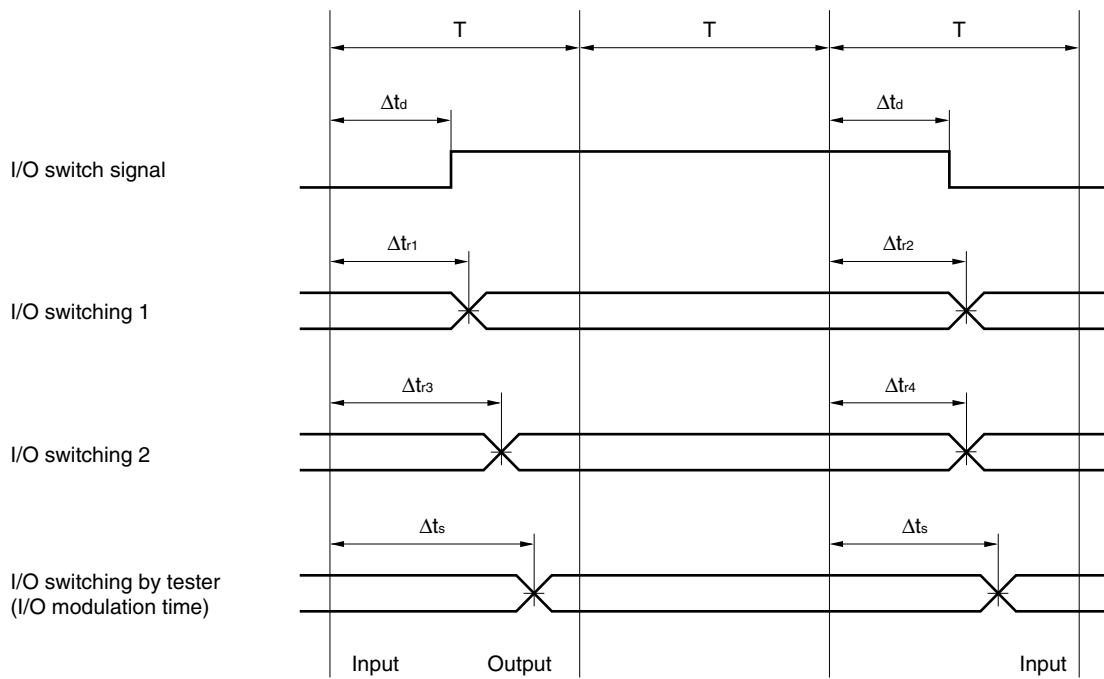 T T T
Δtd Δtd
I/O switch signal
Δtr1 Δtr2
I/O switching 1
Δtr3 Δtr4
I/O switching 2
Δts Δts
I/O switching by tester
(I/O modulation time)
Input Output Input